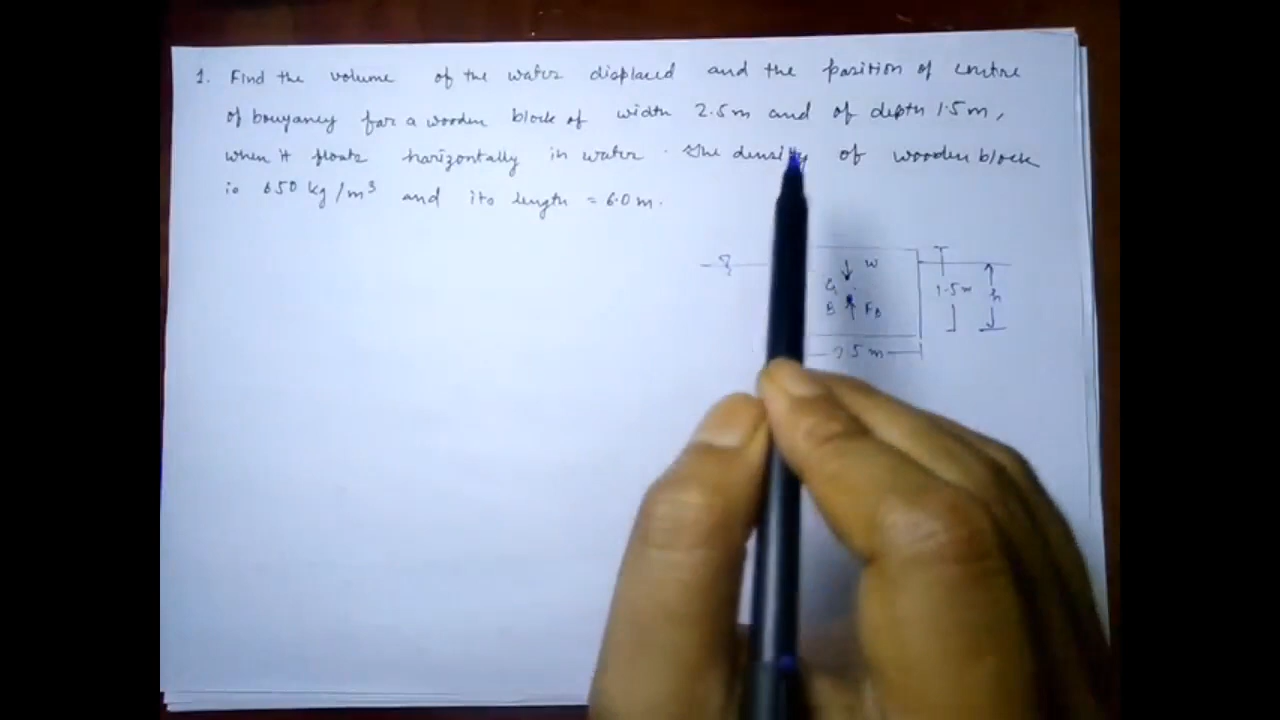 1. Find the volume of the water displaced and the position of centre
of bouyancy for a wooden block of width 2.5m and of depth 1.5m,
when it floats horizontally in water. The density of wooden block
is 650 kg/m³ and its length = 6.0 m.
W
G 1.5m h
B FB
2.5 m